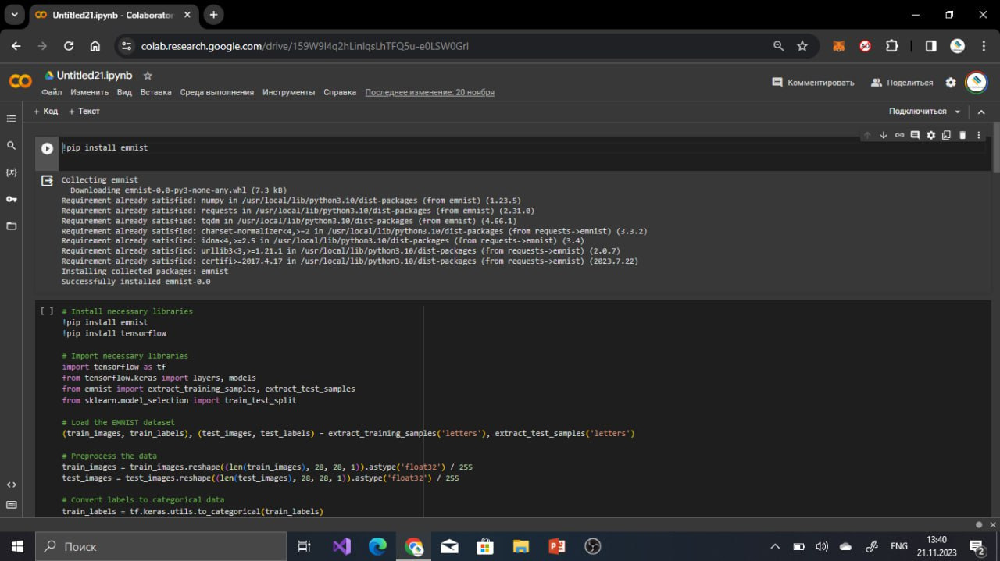 Untitled21.ipynb - Colaborator
colab.research.google.com/drive/159W9l4q2hLinlqsLhTFQ5u-e0LSW0Grl
Untitled21.ipynb
Комментировать
Поделиться
Файл Изменить Вид Вставка Среда выполнения Инструменты Справка Последнее изменение: 20 ноября
+ Код + Текст
Подключиться
!pip install emnist
Collecting emnist
Downloading emnist-0.0-py3-none-any.whl (7.3 kB)
Requirement already satisfied: numpy in /usr/local/lib/python3.10/dist-packages (from emnist) (1.23.5)
Requirement already satisfied: requests in /usr/local/lib/python3.10/dist-packages (from emnist) (2.31.0)
Requirement already satisfied: tqdm in /usr/local/lib/python3.10/dist-packages (from emnist) (4.66.1)
Requirement already satisfied: charset-normalizer<4,>=2 in /usr/local/lib/python3.10/dist-packages (from requests->emnist) (3.3.2)
Requirement already satisfied: idna<4,>=2.5 in /usr/local/lib/python3.10/dist-packages (from requests->emnist) (3.4)
Requirement already satisfied: urllib3<3,>=1.21.1 in /usr/local/lib/python3.10/dist-packages (from requests->emnist) (2.0.7)
Requirement already satisfied: certifi>=2017.4.17 in /usr/local/lib/python3.10/dist-packages (from requests->emnist) (2023.7.22)
Installing collected packages: emnist
Successfully installed emnist-0.0
[ ] # Install necessary libraries
!pip install emnist
!pip install tensorflow
# Import necessary libraries
import tensorflow as tf
from tensorflow.keras import layers, models
from emnist import extract_training_samples, extract_test_samples
from sklearn.model_selection import train_test_split
# Load the EMNIST dataset
(train_images, train_labels), (test_images, test_labels) = extract_training_samples('letters'), extract_test_samples('letters')
# Preprocess the data
train_images = train_images.reshape((len(train_images), 28, 28, 1)).astype('float32') / 255
test_images = test_images.reshape((len(test_images), 28, 28, 1)).astype('float32') / 255
# Convert labels to categorical data
train_labels = tf.keras.utils.to_categorical(train_labels)
Поиск
ENG
13:40
21.11.2023
2